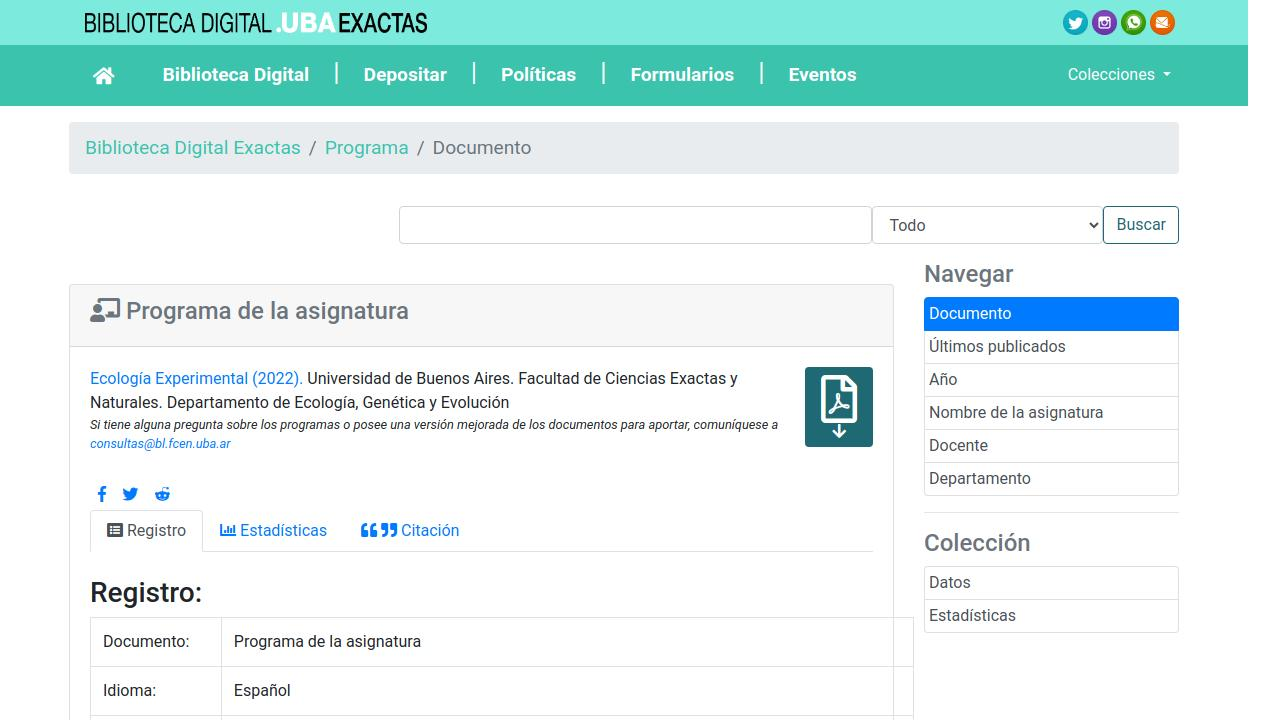 BIBLIOTECA DIGITAL .UBA EXACTAS
Biblioteca Digital | Depositar | Políticas | Formularios | Eventos
Colecciones
Biblioteca Digital Exactas / Programa / Documento
Todo
Buscar
Programa de la asignatura
Ecología Experimental (2022). Universidad de Buenos Aires. Facultad de Ciencias Exactas y
Naturales. Departamento de Ecología, Genética y Evolución
Si tiene alguna pregunta sobre los programas o posee una versión mejorada de los documentos para aportar, comuníquese a
consultas@bl.fcen.uba.ar
Registro
Estadísticas
Citación
Registro:
Documento: Programa de la asignatura
Idioma: Español
Navegar
Documento
Últimos publicados
Año
Nombre de la asignatura
Docente
Departamento
Colección
Datos
Estadísticas